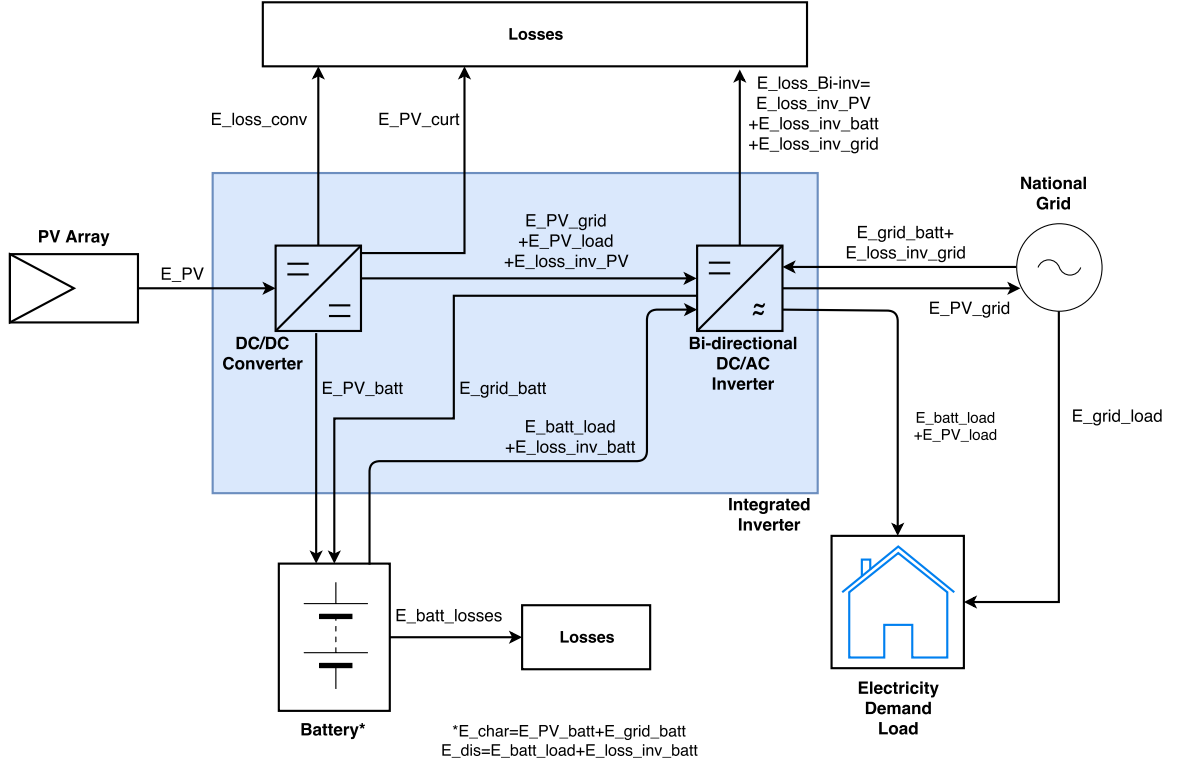 Losses
E_loss_conv
E_PV_curt
E_loss_Bi-inv=
E_loss_inv_PV
+E_loss_inv_batt
+E_loss_inv_grid
National
Grid
PV Array
E_PV
E_PV_grid
+E_PV_load
+E_loss_inv_PV
E_grid_batt+
E_loss_inv_grid
E_PV_grid
DC/DC
Converter
Bi-directional
DC/AC
Inverter
E_PV_batt
E_grid_batt
E_batt_load
+E_loss_inv_batt
E_batt_load
+E_PV_load
E_grid_load
Integrated
Inverter
E_batt_losses
Losses
Battery*
Electricity
Demand
Load
*E_char=E_PV_batt+E_grid_batt
E_dis=E_batt_load+E_loss_inv_batt